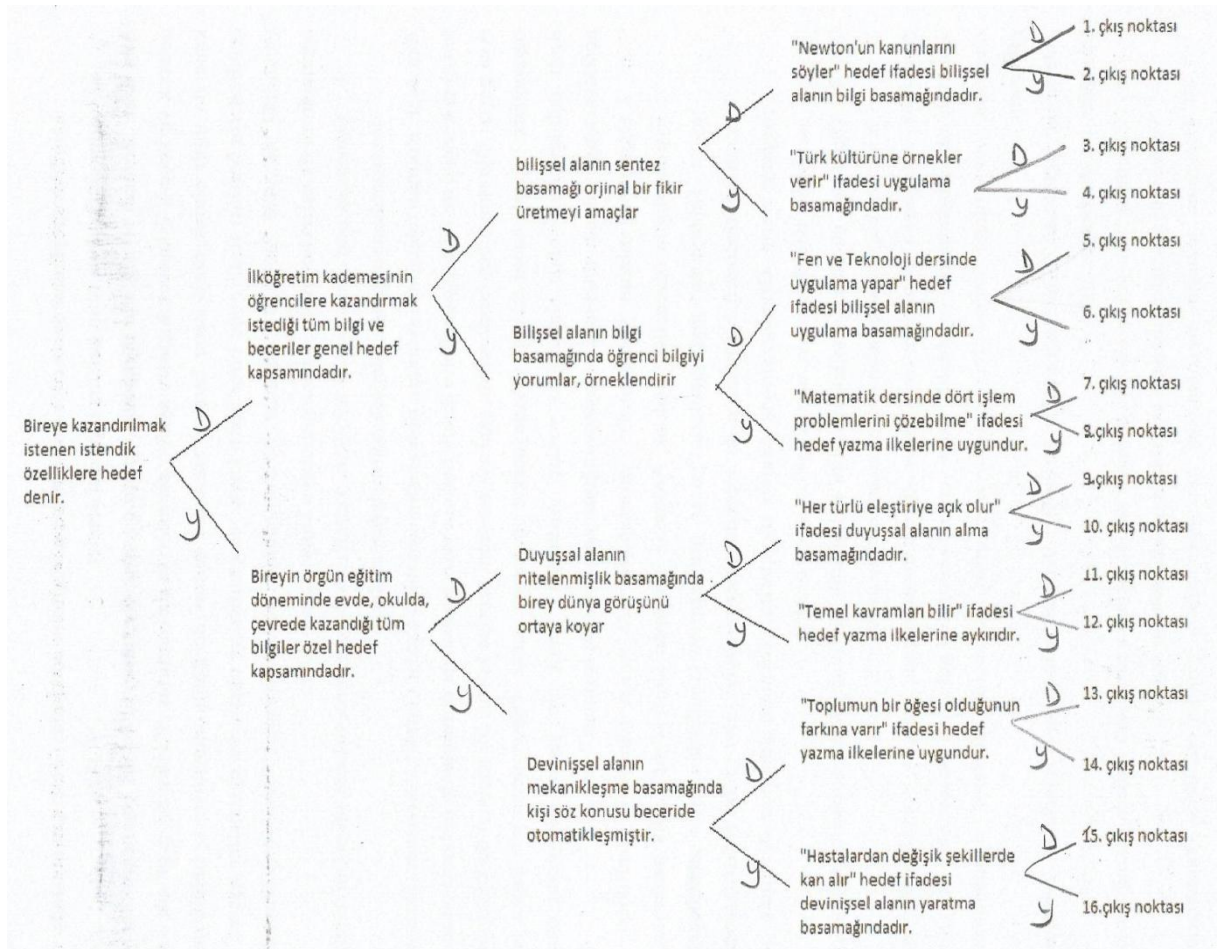 Bireye kazandırılmak
istenen istendik
özelliklere hedef
denir.
D
y
İlköğretim kademesinin
öğrencilere kazandırmak
istediği tüm bilgi ve
beceriler genel hedef
kapsamındadır.
D
y
Bireyin örgün eğitim
döneminde evde, okulda,
çevrede kazandığı tüm
bilgiler özel hedef
kapsamındadır.
D
y
bilişsel alanın sentez
basamağı orjinal bir fikir
üretmeyi amaçlar
D
y
Bilişsel alanın bilgi
basamağında öğrenci bilgiyi
yorumlar, örneklendirir
D
y
Duyuşsal alanın
nitelenmişlik basamağında
birey dünya görüşünü
ortaya koyar
D
y
Devinişsel alanın
mekanikleşme basamağında
kişi söz konusu beceride
otomatikleşmiştir.
D
y
"Newton'un kanunlarını
söyler" hedef ifadesi bilişsel
alanın bilgi basamağındadır.
D
y
"Türk kültürüne örnekler
verir" ifadesi uygulama
basamağındadır.
D
y
"Fen ve Teknoloji dersinde
uygulama yapar" hedef
ifadesi bilişsel alanın
uygulama basamağındadır.
D
y
"Matematik dersinde dört işlem
problemlerini çözebilme" ifadesi
hedef yazma ilkelerine uygundur.
D
y
"Her türlü eleştiriye açık olur"
ifadesi duyuşsal alanın alma
basamağındadır.
D
y
"Temel kavramları bilir" ifadesi
hedef yazma ilkelerine aykırıdır.
D
y
"Toplumun bir öğesi olduğunun
farkına varır" ifadesi hedef
yazma ilkelerine uygundur.
D
y
"Hastalardan değişik şekillerde
kan alır" hedef ifadesi
devinişsel alanın yaratma
basamağındadır.
D
y
1. çkış noktası
2. çıkış noktası
3. çıkış noktası
4. çıkış noktası
5. çıkış noktası
6. çıkış noktası
7. çıkış noktası
8.çıkış noktası
9.çıkış noktası
10. çıkış noktası
11. çıkış noktası
12. çıkış noktası
13. çıkış noktası
14. çıkış noktası
15. çıkış noktası
16.çıkış noktası